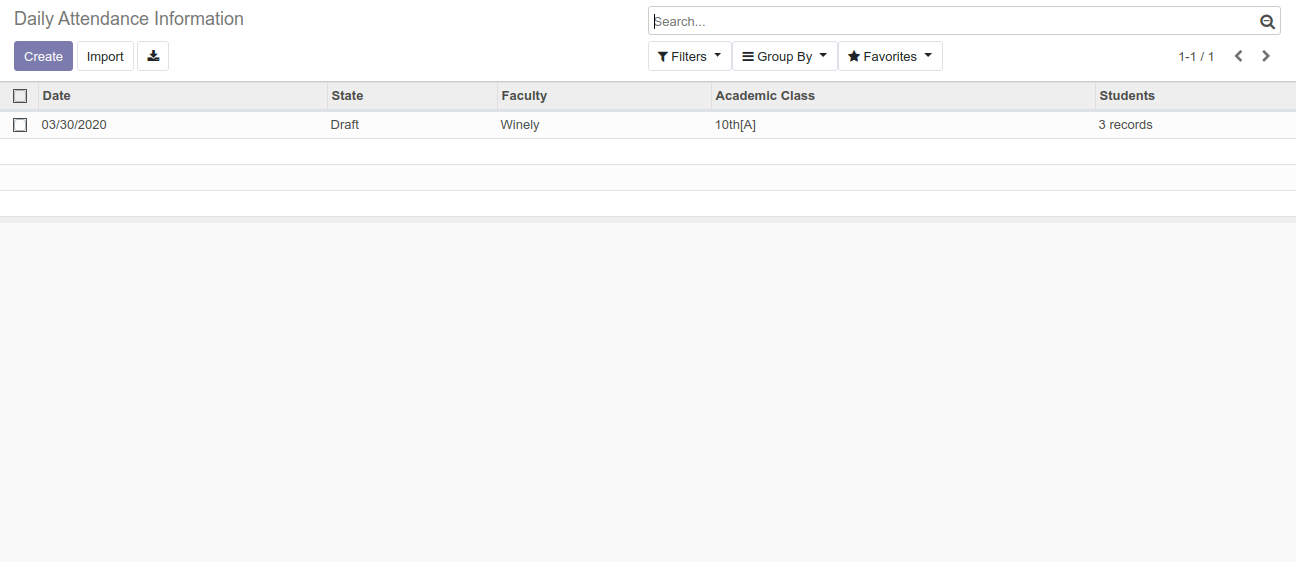 Daily Attendance Information
Search...
Create Import
Filters Group By Favorites 1-1 / 1
Date State Faculty Academic Class Students
03/30/2020 Draft Winely 10th[A] 3 records